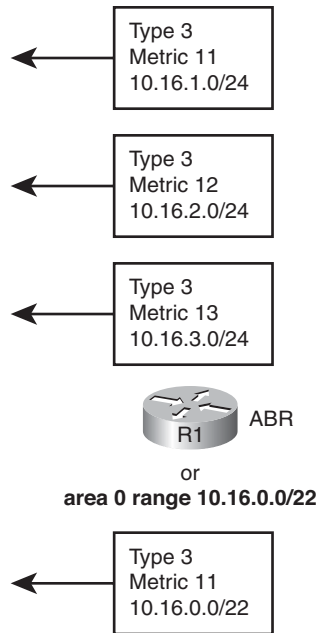 Type 3
Metric 11
10.16.1.0/24
Type 3
Metric 12
10.16.2.0/24
Type 3
Metric 13
10.16.3.0/24
R1
ABR
or
area 0 range 10.16.0.0/22
Type 3
Metric 11
10.16.0.0/22